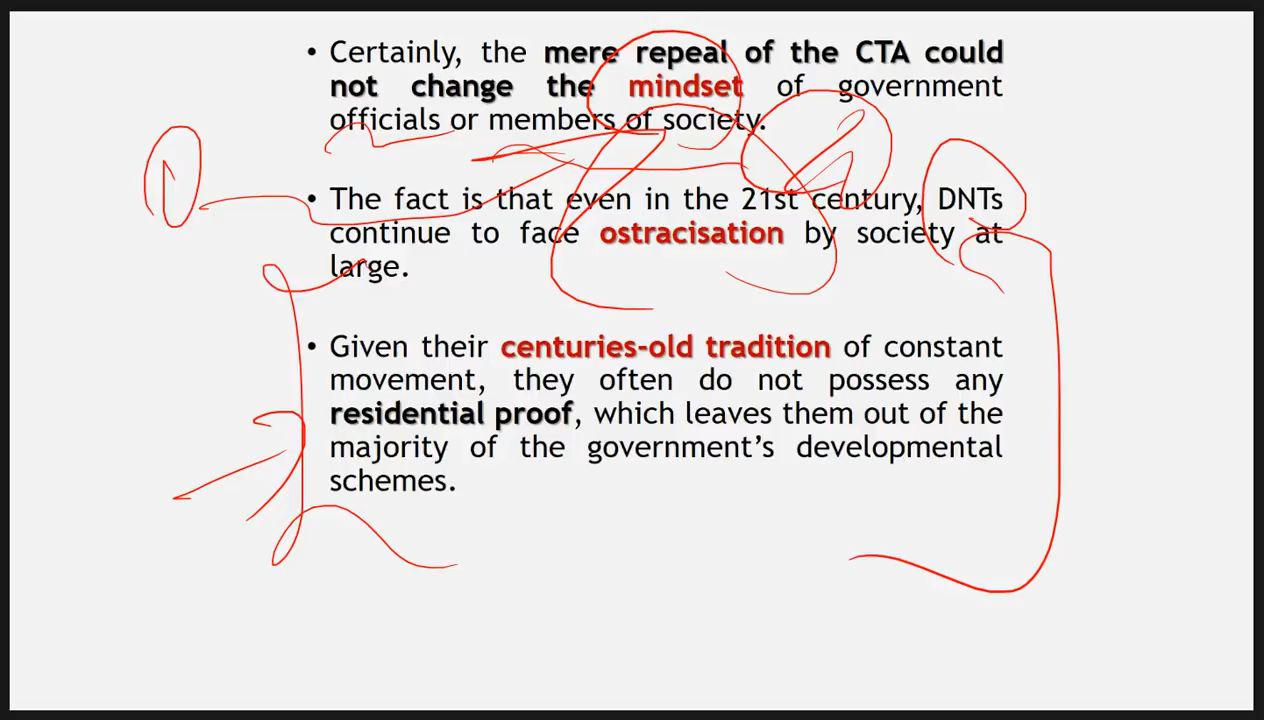 • Certainly, the mere repeal of the CTA could
not change the mindset of government
officials or members of society.
• The fact is that even in the 21st century, DNTs
continue to face ostracisation by society at
large.
• Given their centuries-old tradition of constant
movement, they often do not possess any
residential proof, which leaves them out of the
majority of the government's developmental
schemes.